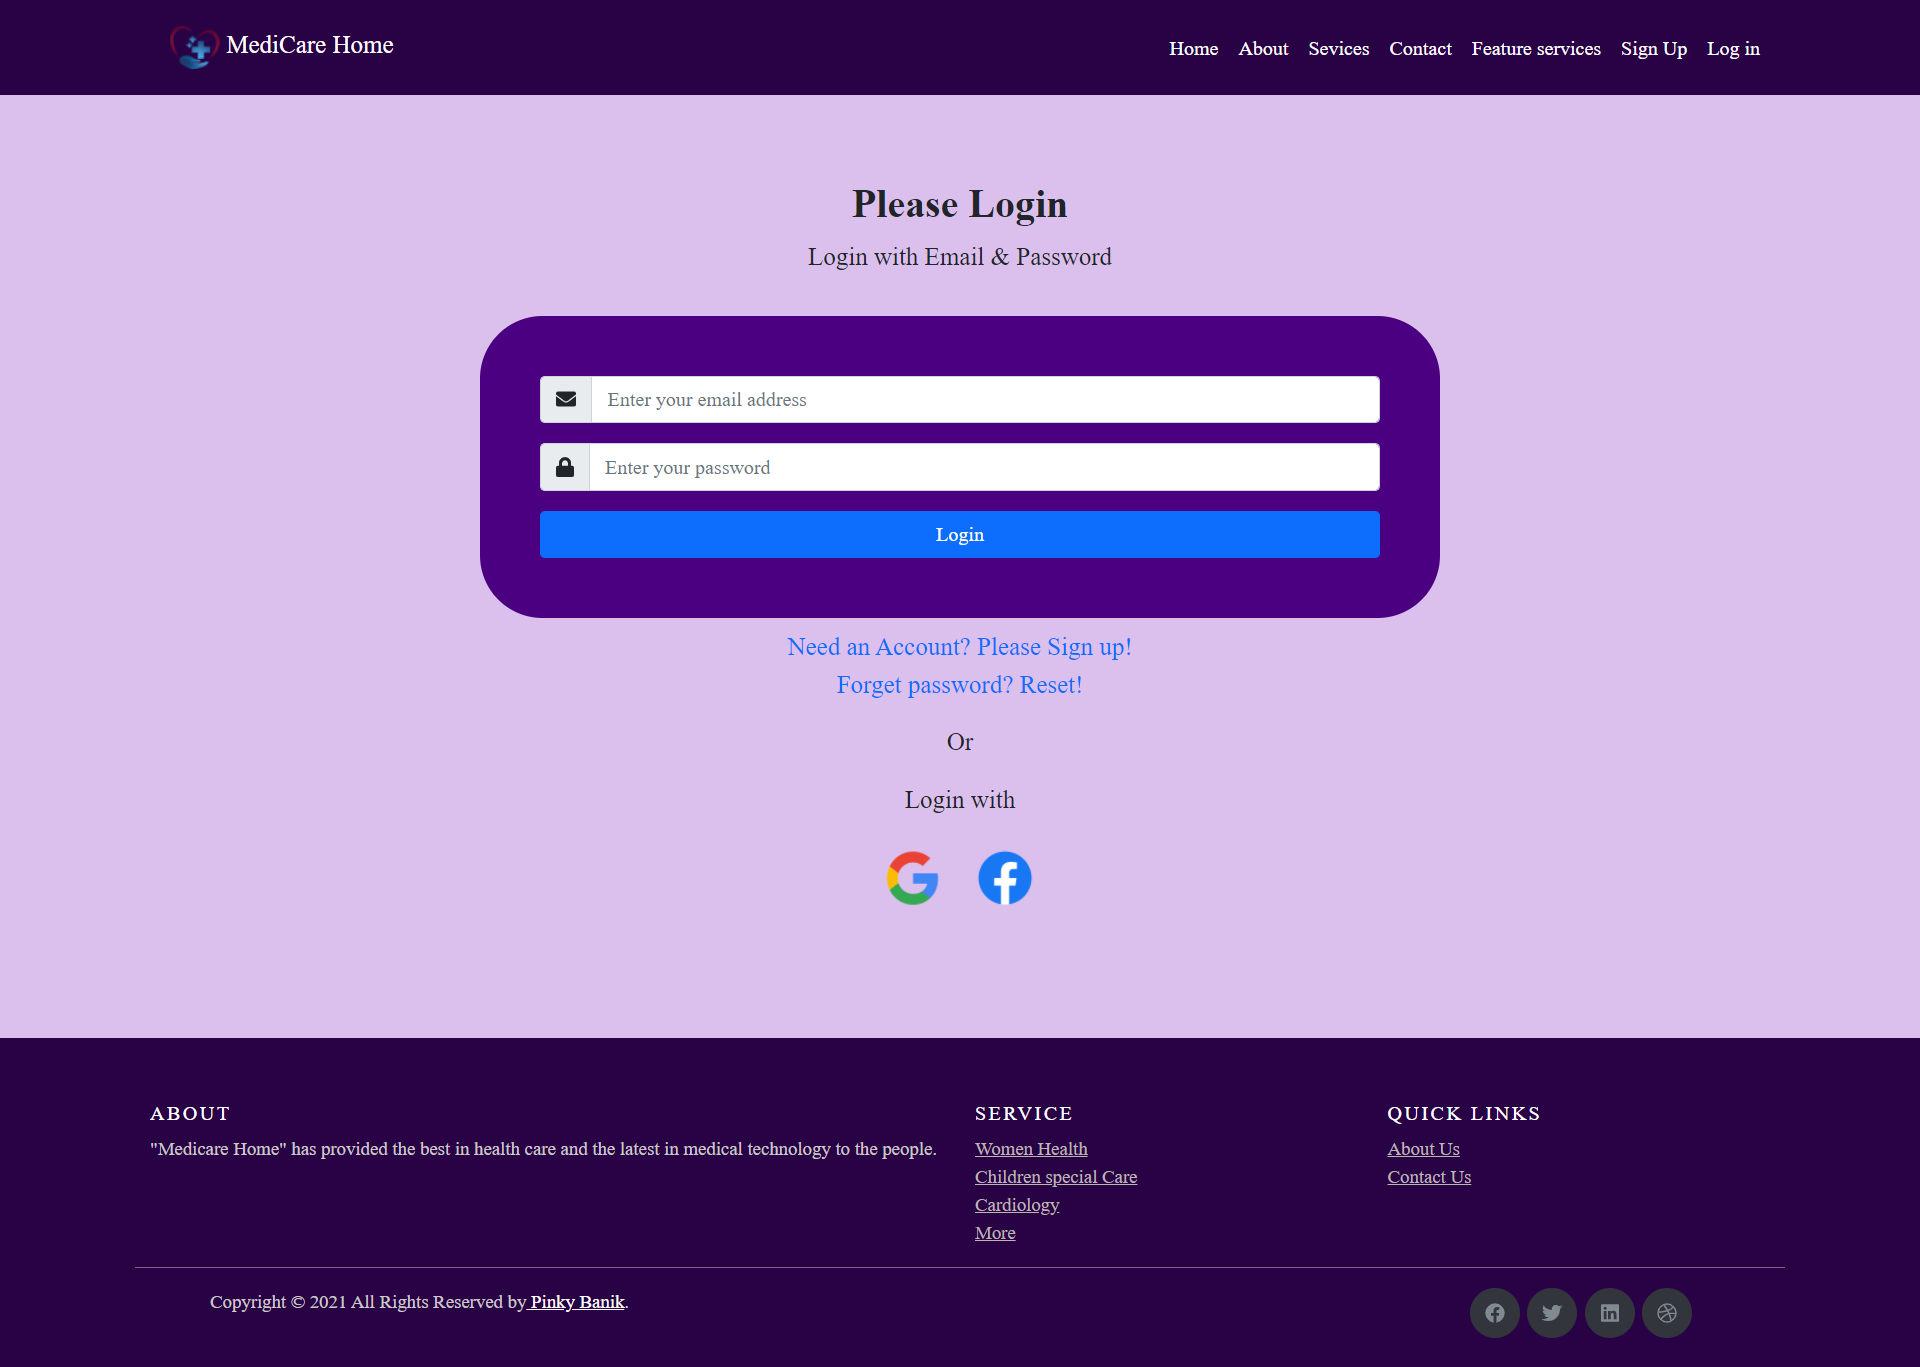 MediCare Home
Home About Sevices Contact Feature services Sign Up Log in
Please Login
Login with Email & Password
Enter your email address
Enter your password
Login
Need an Account? Please Sign up!
Forget password? Reset!
Or
Login with
ABOUT
"Medicare Home" has provided the best in health care and the latest in medical technology to the people.
SERVICE
Women Health
Children special Care
Cardiology
More
QUICK LINKS
About Us
Contact Us
Copyright © 2021 All Rights Reserved by Pinky Banik.